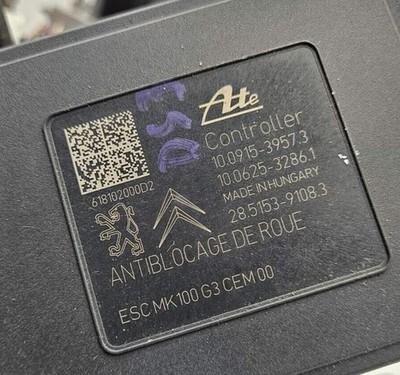 Ate
Controller
10.0915-3957.3
10.0625-3286.1
MADE IN HUNGARY
28.5153-9108.3
618102000D2
ANTIBLOCAGE DE ROUE
ESC MK100 G3 CEM 00